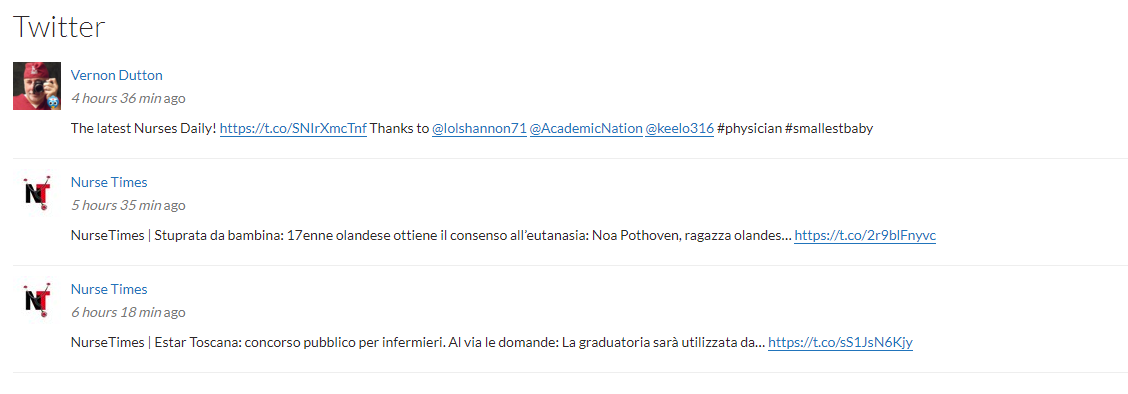 Twitter
Vernon Dutton
4 hours 36 min ago
The latest Nurses Daily! https://t.co/SNIrXmcTnf Thanks to @lolshannon71 @AcademicNation @keelo316 #physician #smallestbaby
NT
Nurse Times
5 hours 35 min ago
NurseTimes | Stuprata da bambina: 17enne olandese ottiene il consenso all’eutanasia: Noa Pothoven, ragazza olandes… https://t.co/2r9blFnyvc
NT
Nurse Times
6 hours 18 min ago
NurseTimes | Estar Toscana: concorso pubblico per infermieri. Al via le domande: La graduatoria sarà utilizzata da… https://t.co/sS1JsN6Kjy